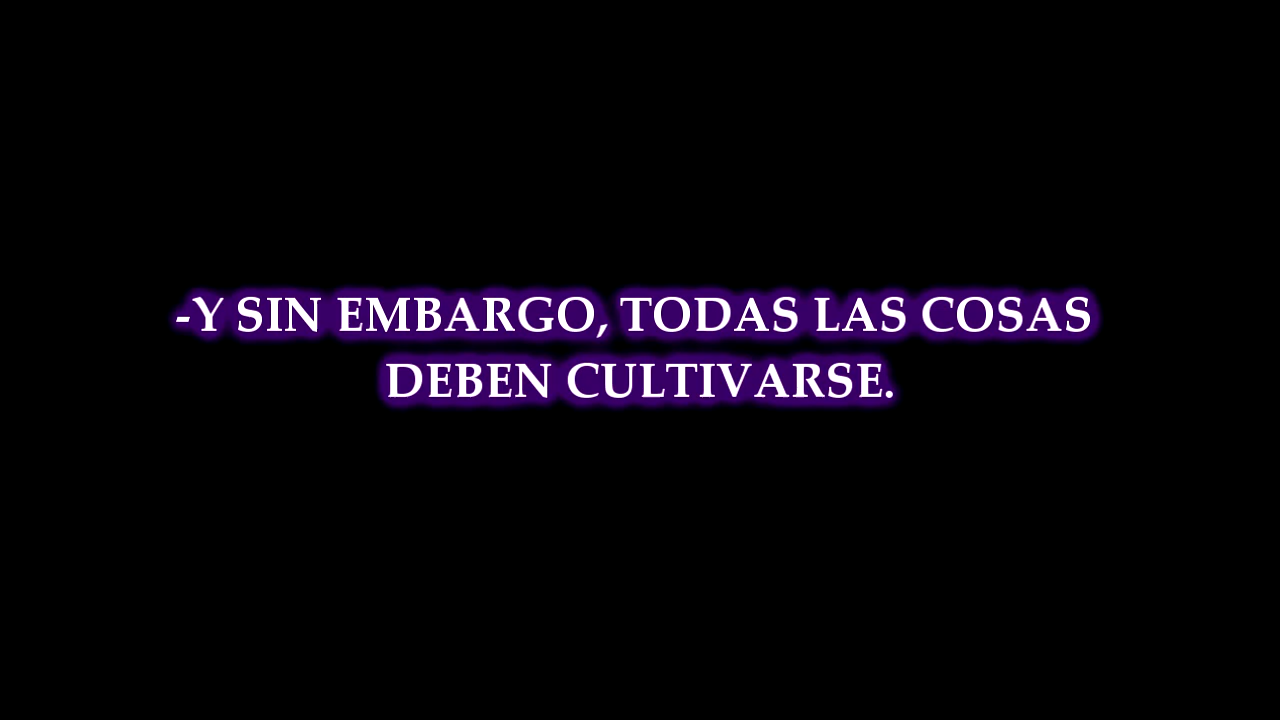 -Y SIN EMBARGO, TODAS LAS COSAS
DEBEN CULTIVARSE.